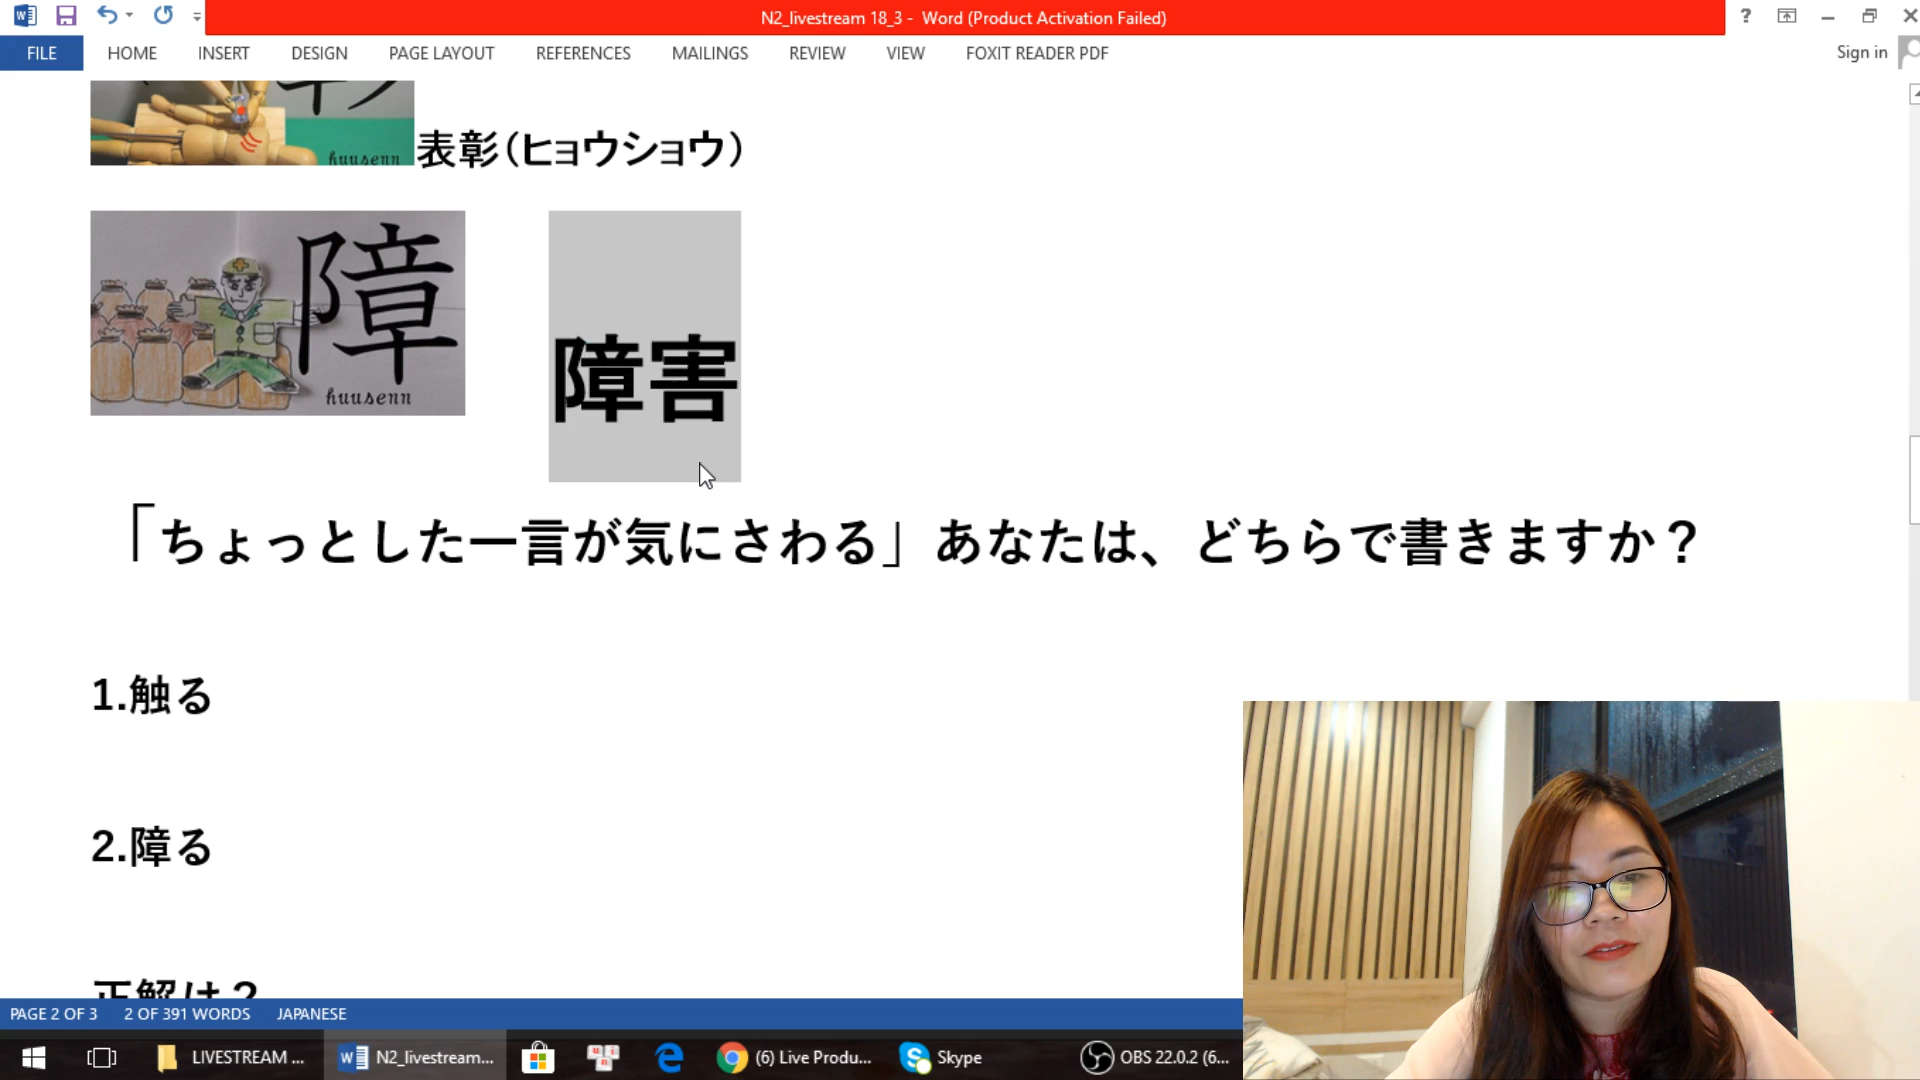 N2_livestream 18_3 - Word (Product Activation Failed)
?
FILE HOME INSERT DESIGN PAGE LAYOUT REFERENCES MAILINGS REVIEW VIEW FOXIT READER PDF
Sign in
huusenn
表彰(ヒョウショウ)
障
huusenn
障害
「ちょっとした一言が気にさわる」あなたは、どちらで書きますか?
1.触る
2.障る
正解は?
PAGE 2 OF 3 2 OF 391 WORDS JAPANESE
LIVESTREAM ... N2_livestream... (6) Live Produ... Skype OBS 22.0.2 (6...